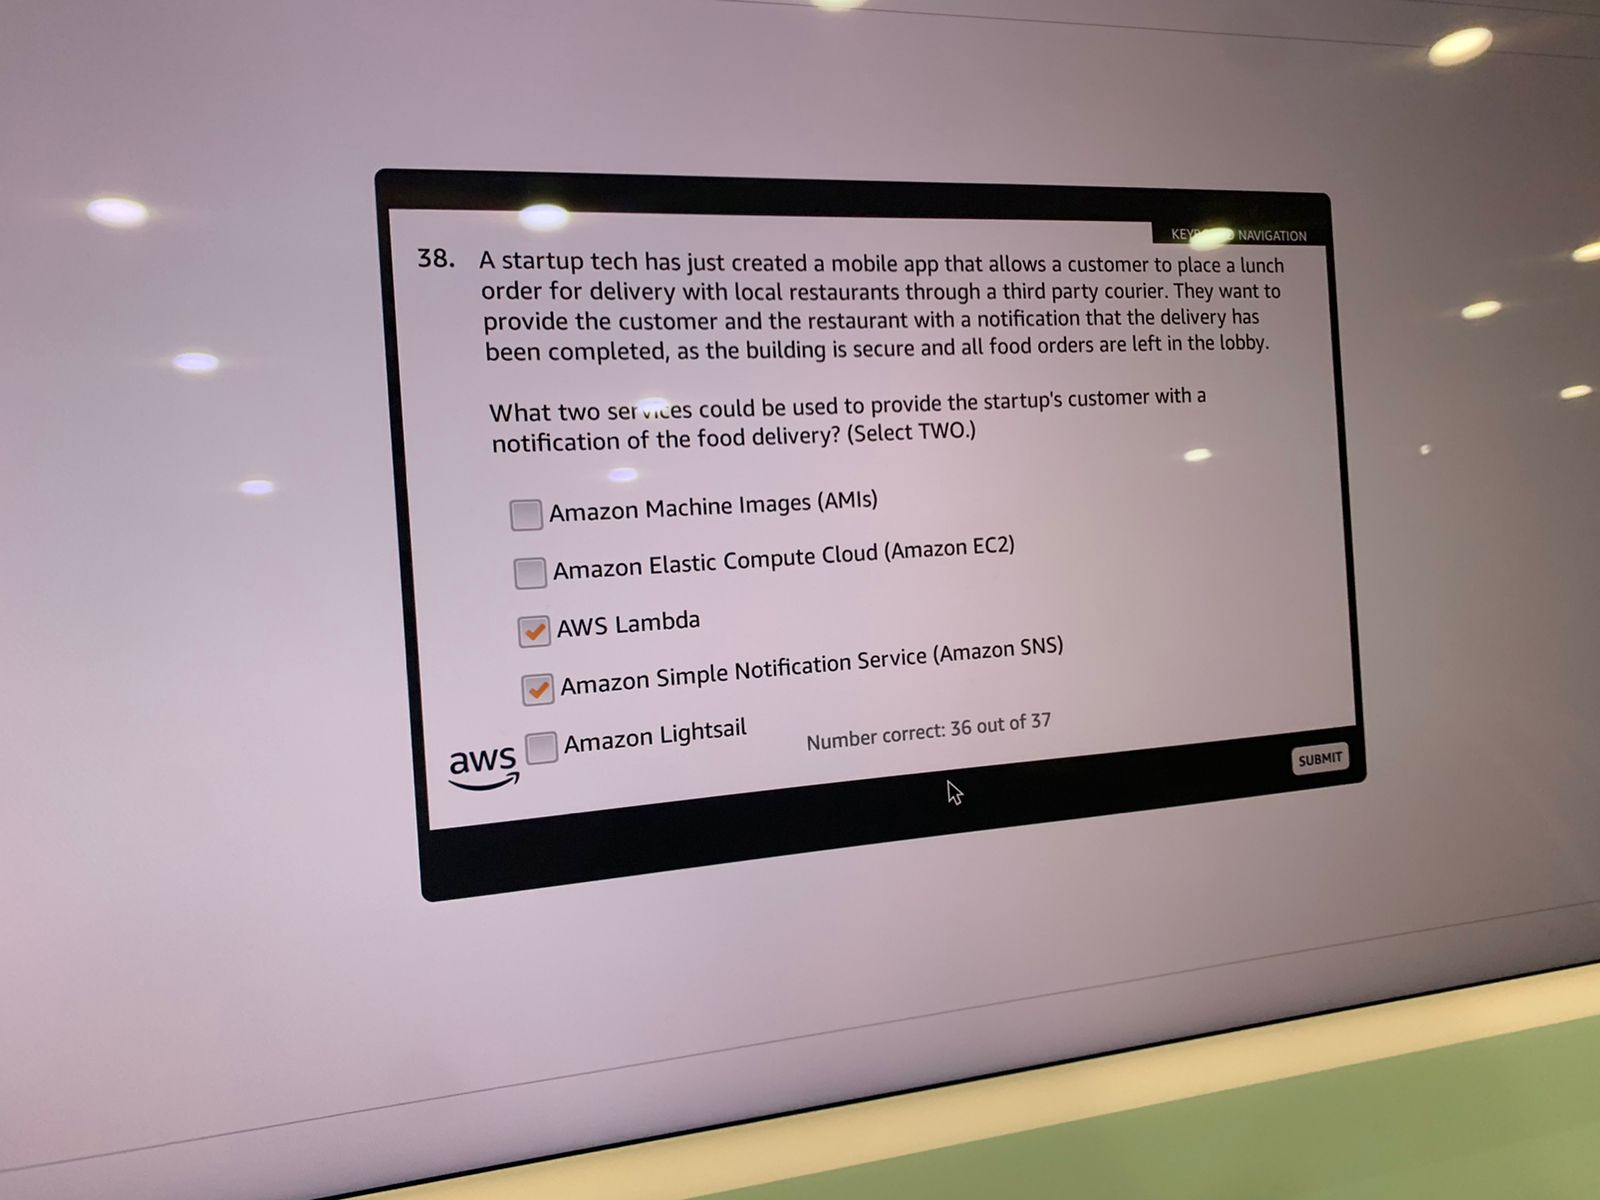 KEY NAVIGATION
38. A startup tech has just created a mobile app that allows a customer to place a lunch
order for delivery with local restaurants through a third party courier. They want to
provide the customer and the restaurant with a notification that the delivery has
been completed, as the building is secure and all food orders are left in the lobby.
What two services could be used to provide the startup's customer with a
notification of the food delivery? (Select TWO.)
Amazon Machine Images (AMIs)
Amazon Elastic Compute Cloud (Amazon EC2)
AWS Lambda
Amazon Simple Notification Service (Amazon SNS)
Amazon Lightsail
Number correct: 36 out of 37
aws
SUBMIT